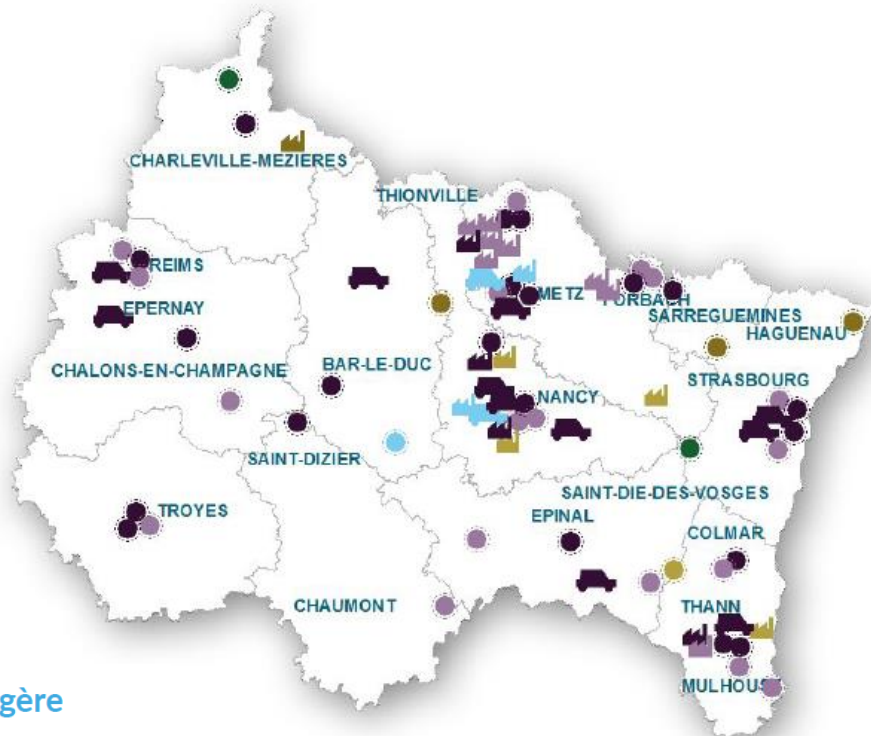 CHARLEVILLE-MEZIERES
THIONVILLE
REIMS
METZ
FORBACH
EPERNAY
SARREGUEMINES
HAGUENAU
BAR-LE-DUC
CHALONS-EN-CHAMPAGNE
STRASBOURG
NANCY
SAINT-DIZIER
SAINT-DIE-DES-VOSGES
TROYES
EPINAL
COLMAR
CHAUMONT
THANN
MULHOUSE
gère